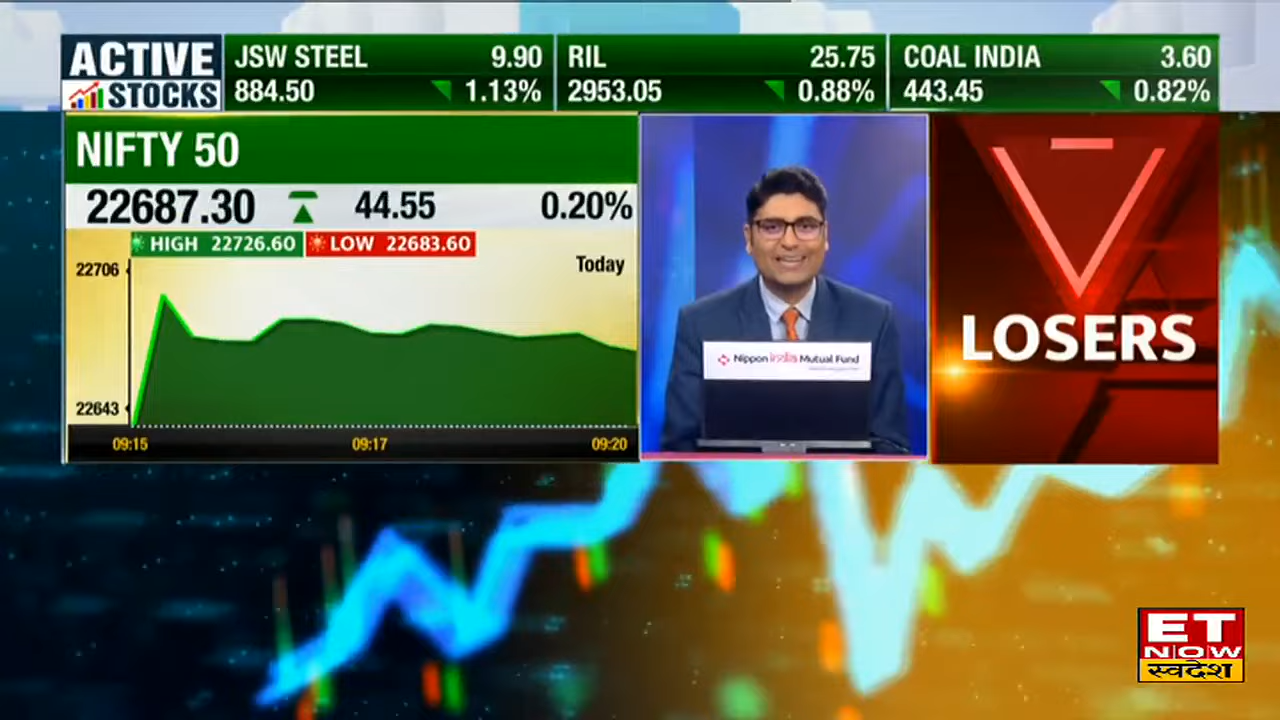 ACTIVE
STOCKS
JSW STEEL 9.90
884.50 1.13%
RIL 25.75
2953.05 0.88%
COAL INDIA 3.60
443.45 0.82%
NIFTY 50
22687.30 44.55 0.20%
HIGH 22726.60 LOW 22683.60
Today
22706
22643
09:15 09:17 09:20
Nippon india Mutual Fund
LOSERS
ET
NOW
स्वदेश